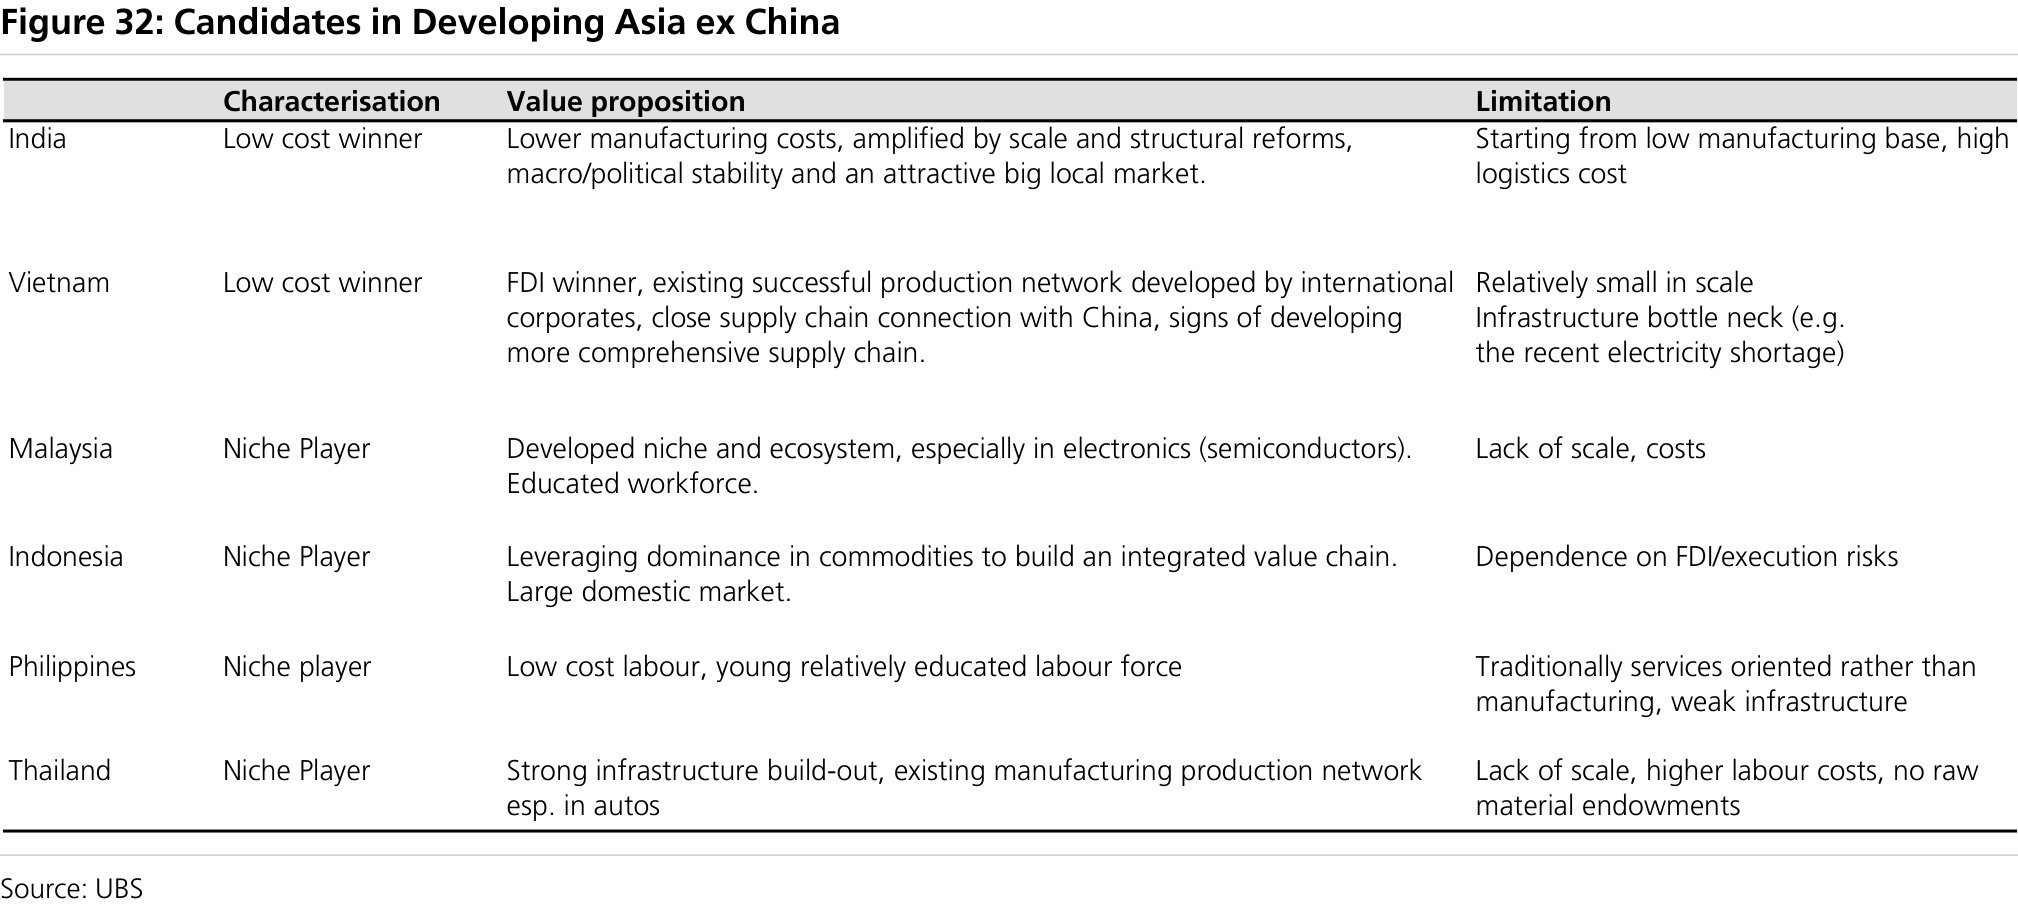 Figure 32: Candidates in Developing Asia ex China
Characterisation Value proposition Limitation
India Low cost winner Lower manufacturing costs, amplified by scale and structural reforms, Starting from low manufacturing base, high
macro/political stability and an attractive big local market. logistics cost
Vietnam Low cost winner FDI winner, existing successful production network developed by international Relatively small in scale
corporates, close supply chain connection with China, signs of developing Infrastructure bottle neck (e.g.
more comprehensive supply chain. the recent electricity shortage)
Malaysia Niche Player Developed niche and ecosystem, especially in electronics (semiconductors). Lack of scale, costs
Educated workforce.
Indonesia Niche Player Leveraging dominance in commodities to build an integrated value chain. Dependence on FDI/execution risks
Large domestic market.
Philippines Niche player Low cost labour, young relatively educated labour force Traditionally services oriented rather than
manufacturing, weak infrastructure
Thailand Niche Player Strong infrastructure build-out, existing manufacturing production network Lack of scale, higher labour costs, no raw
esp. in autos material endowments
Source: UBS